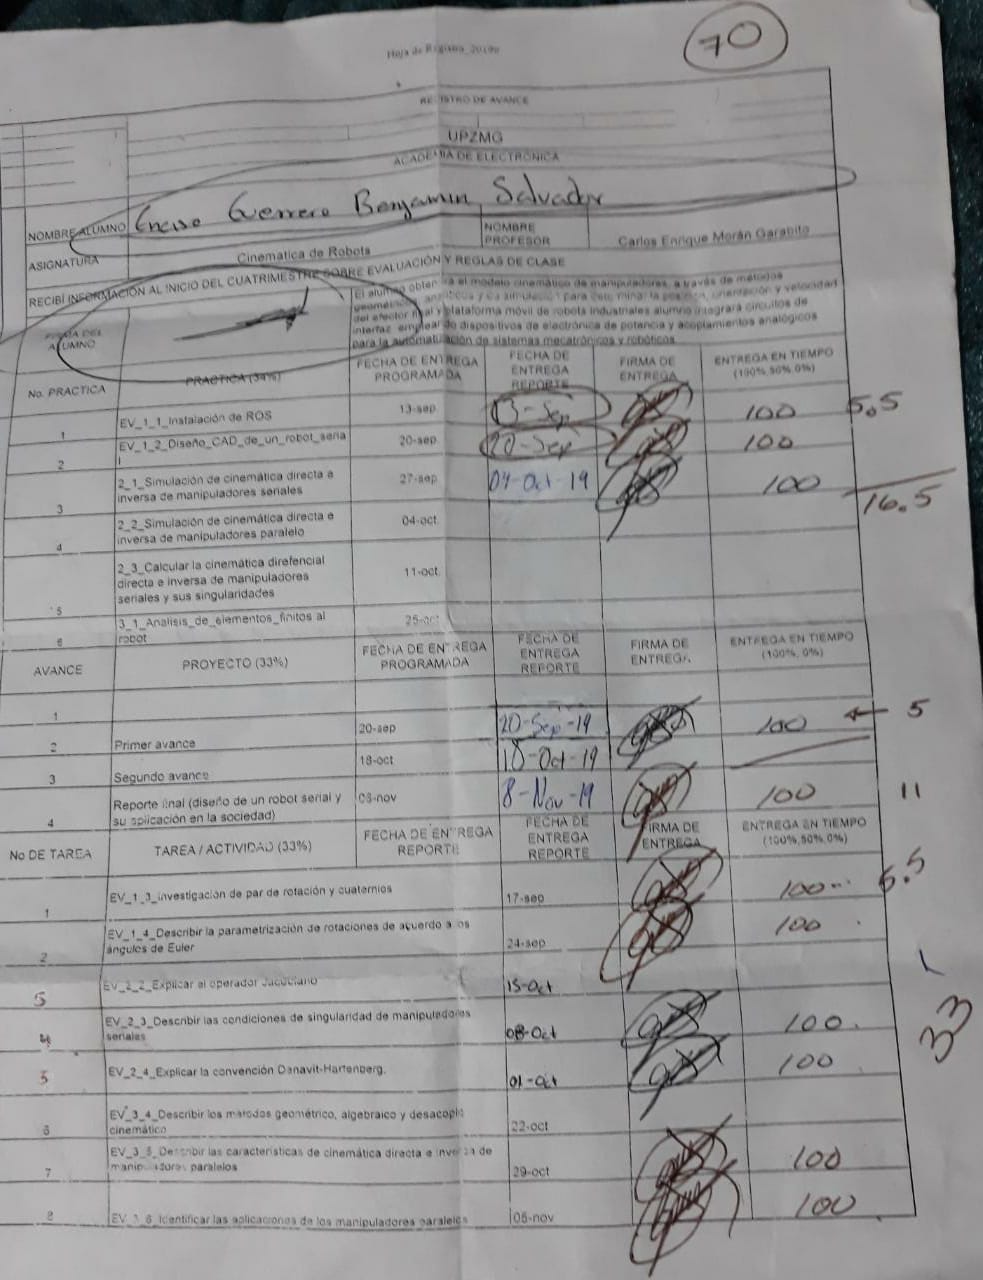 70
Hoja de Registro_2019
REGISTRO DE AVANCE
UPZMG
ACADEMIA DE ELECTRÓNICA
NOMBRE ALUMNO Enciso Guerrero Benjamin Salvador NOMBRE PROFESOR Carlos Enrique Morán Garabito
ASIGNATURA Cinematica de Robots
RECIBÍ INFORMACIÓN AL INICIO DEL CUATRIMESTRE SOBRE EVALUACIÓN Y REGLAS DE CLASE
FIRMA DEL ALUMNO
El alumno obtendrá el modelo cinemático de manipuladores, a través de métodos
geométricos, analíticos y de simulación para determinar la posición, orientación y velocidad
del efector final y plataforma móvil de robots industriales alumno integrará circuitos de
interfaz emplear do dispositivos de electrónica de potencia y acoplamientos analógicos
para la automatización de sistemas mecatrónicos y robóticos
No. PRACTICA PRACTICA (34%) FECHA DE ENTREGA PROGRAMADA FECHA DE ENTREGA REPORTE FIRMA DE ENTREGA ENTREGA EN TIEMPO (100%,50%,0%)
1 EV_1_1_Instalación de ROS 13-sep 13-Sep 100 5.5
2 EV_1_2_Diseño_CAD_de_un_robot_serial 20-sep 20-Sep 100
3 2_1_Simulación de cinemática directa e inversa de manipuladores seriales 27-sep 04-Oct-19 100 16.5
4 2_2_Simulación de cinemática directa e inversa de manipuladores paralelo 04-oct
5 2_3_Calcular la cinemática direfencial directa e inversa de manipuladores seriales y sus singularidades 11-oct
6 3_1_Analisis_de_elementos_finitos al robot 25-oct
AVANCE PROYECTO (33%) FECHA DE ENTREGA PROGRAMADA FECHA DE ENTREGA REPORTE FIRMA DE ENTREGA ENTREGA EN TIEMPO (100%, 0%)
1
2 Primer avance 20-sep 20-Sep-19 100 5
3 Segundo avance 18-oct 18-Oct-19
4 Reporte final (diseño de un robot serial y su aplicación en la sociedad) 08-nov 8-Nov-19 100 11
No DE TAREA TAREA / ACTIVIDAD (33%) FECHA DE ENTREGA REPORTE FECHA DE ENTREGA REPORTE FIRMA DE ENTREGA ENTREGA EN TIEMPO (100%,50%,0%)
1 EV_1_3_investigación de par de rotación y cuaternios 17-sep 100 5.5
2 EV_1_4_Describir la parametrización de rotaciones de acuerdo a los ángulos de Euler 24-sep 100
5 EV_2_2_Explicar el operador Jacobiano 15-Oct
4 EV_2_3_Describir las condiciones de singularidad de manipuladores seriales 08-Oct 100 33
3 EV_2_4_Explicar la convención Danavit-Hartenberg. 01-Oct 100
6 EV_3_4_Describir los métodos geométrico, algebraico y desacoplo cinemático 22-oct
7 EV_3_5_Describir las características de cinemática directa e inversa de manipuladores paralelos 29-oct 100
8 EV_3_6_Identificar las aplicaciones de los manipuladores paralelos 05-nov 100